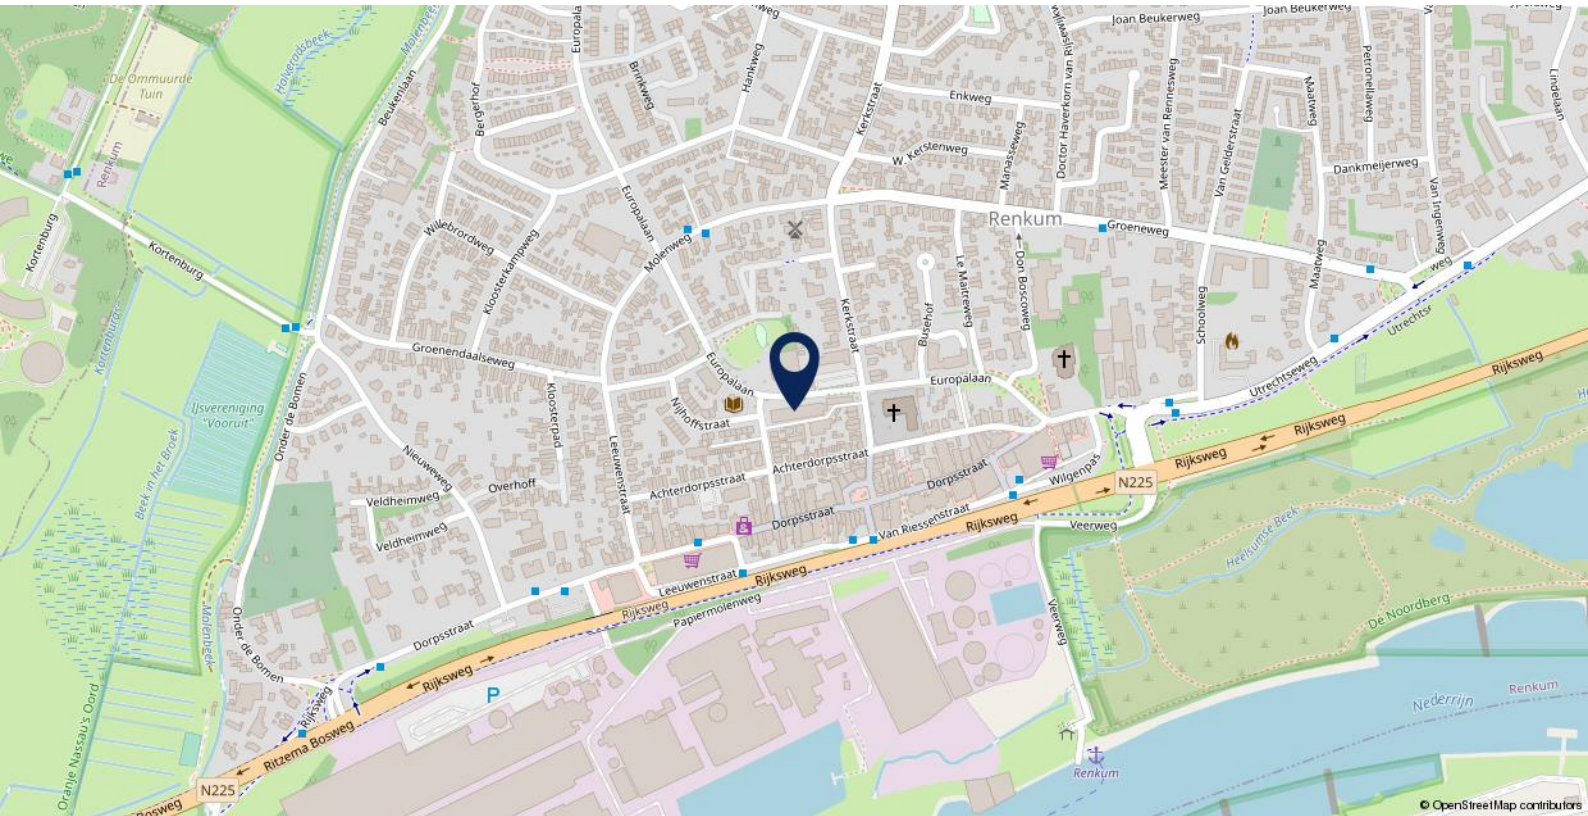 Joan Beukerweg
Joan Beukerweg
Europala
Molenbeek
Halveradsbeek
De Ommuurde
Tuin
Beukenlaan
Bergerhof
Brinkweg
Hankweg
Kerkstraat
Enkweg
Doctor Haverkorn van Rijsewijk
Petronellaweg
Maatweg
Lindelaan
Meester van Rennesweg
Van Gelderstraat
Manasseweg
W. Kerstenweg
Dankmeijerweg
Van Ingenweg
Renkum
Kortenburg
Kortenburg
Willebrordweg
Kloosterkampweg
Europalaan
Molenweg
Renkum
Groeneweg
weg
Le Maitreweg
Don Boscoweg
Maatweg
Schoolweg
Kerkstraat
Busehof
Utrechtseweg
Utrechtsr
Rijksweg
Kortenburg
Groenendaalseweg
Europalaan
Europalaan
Kloosterpad
Nijhoffstraat
IJsvereniging
"Vooruit"
Onder de Bomen
Leeuwenstraat
Nieuweweg
Rijksweg
Rijksweg
Achterdorpsstraat
Achterdorpsstraat
Dorpsstraat
Wilgenpas
N225
Beek in het Broek
Overhoff
Veldheimweg
Veldheimweg
Dorpsstraat
Van Riessenstraat
Rijksweg
Veerweg
Heelsumse Beek
Rijksweg
Leeuwenstraat
Rijksweg
Papiermolenweg
Veerweg
De Noordberg
Molenbeek
Onder de Bomen
Dorpsstraat
Rijksweg
P
Rijksweg
Nederrijn
Renkum
Oranje Nassau's Oord
Ritzema Bosweg
N225
Bosweg
Renkum
© OpenStreetMap contributors